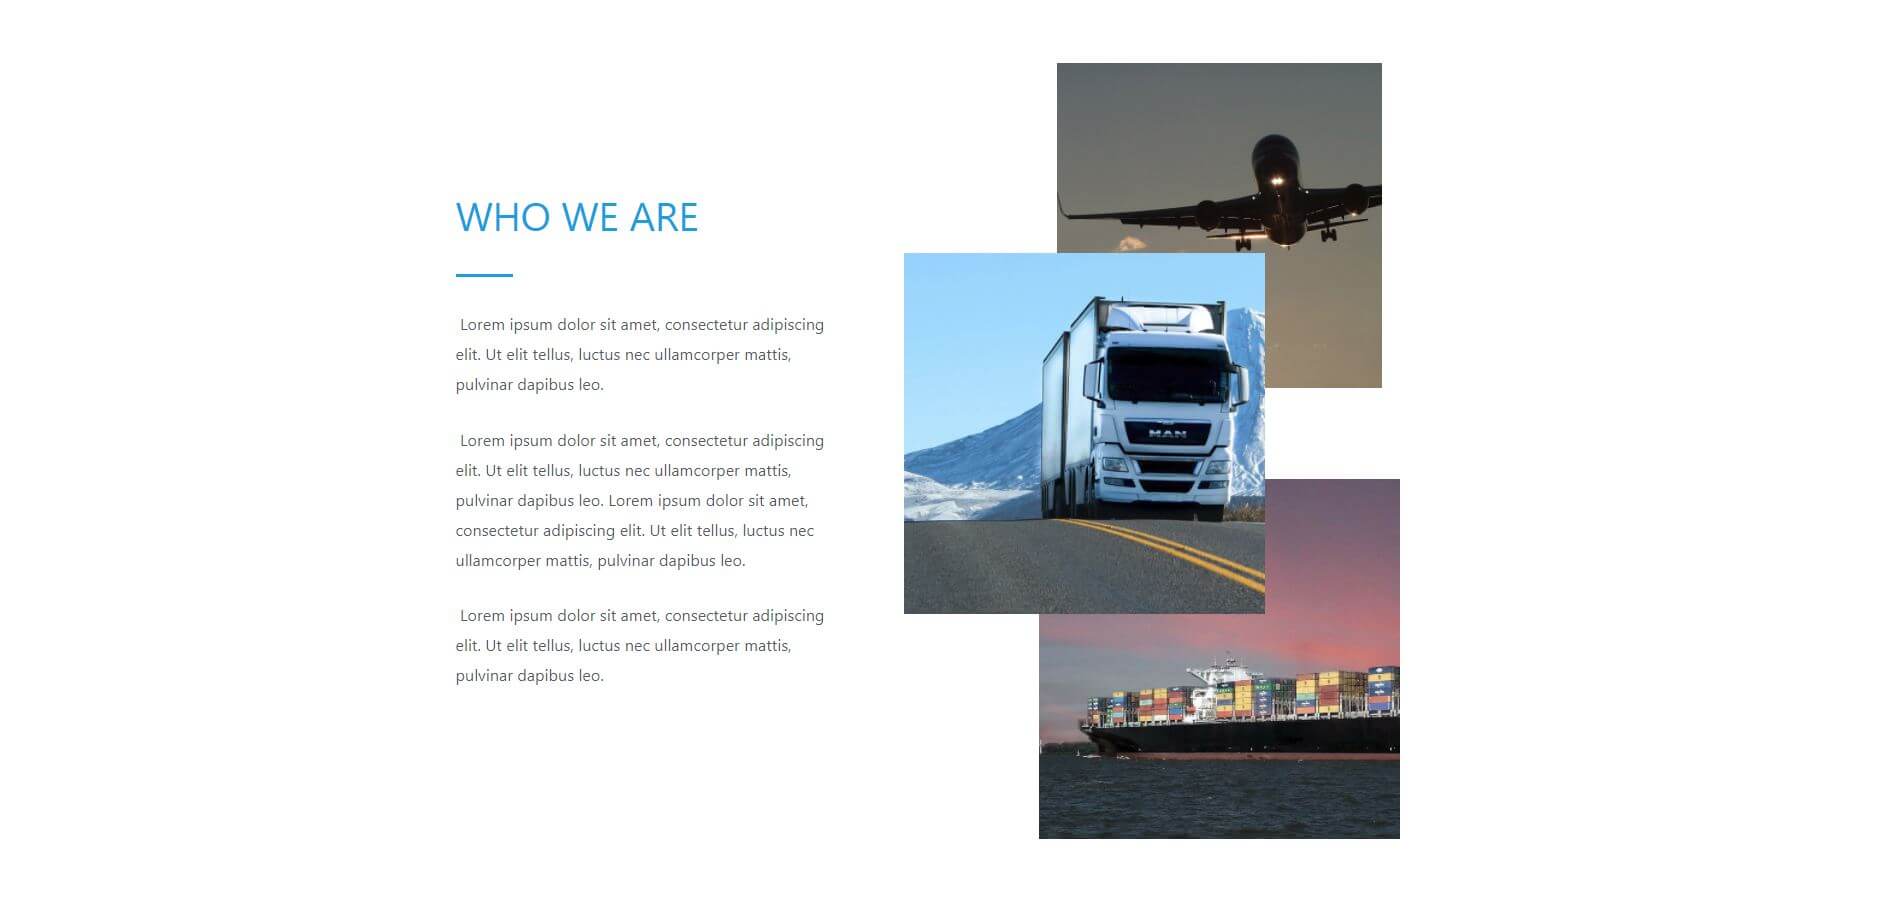 WHO WE ARE
Lorem ipsum dolor sit amet, consectetur adipiscing
elit. Ut elit tellus, luctus nec ullamcorper mattis,
pulvinar dapibus leo.
Lorem ipsum dolor sit amet, consectetur adipiscing
elit. Ut elit tellus, luctus nec ullamcorper mattis,
pulvinar dapibus leo. Lorem ipsum dolor sit amet,
consectetur adipiscing elit. Ut elit tellus, luctus nec
ullamcorper mattis, pulvinar dapibus leo.
Lorem ipsum dolor sit amet, consectetur adipiscing
elit. Ut elit tellus, luctus nec ullamcorper mattis,
pulvinar dapibus leo.
MAN